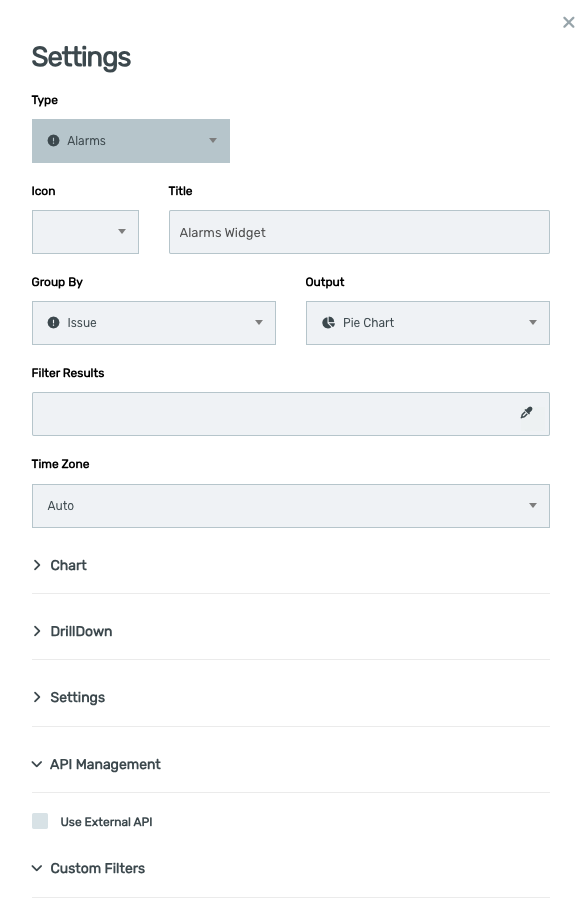 Settings
Type
Alarms
Icon
Title
Alarms Widget
Group By
Output
Issue
Pie Chart
Filter Results
Time Zone
Auto
Chart
DrillDown
Settings
API Management
Use External API
Custom Filters